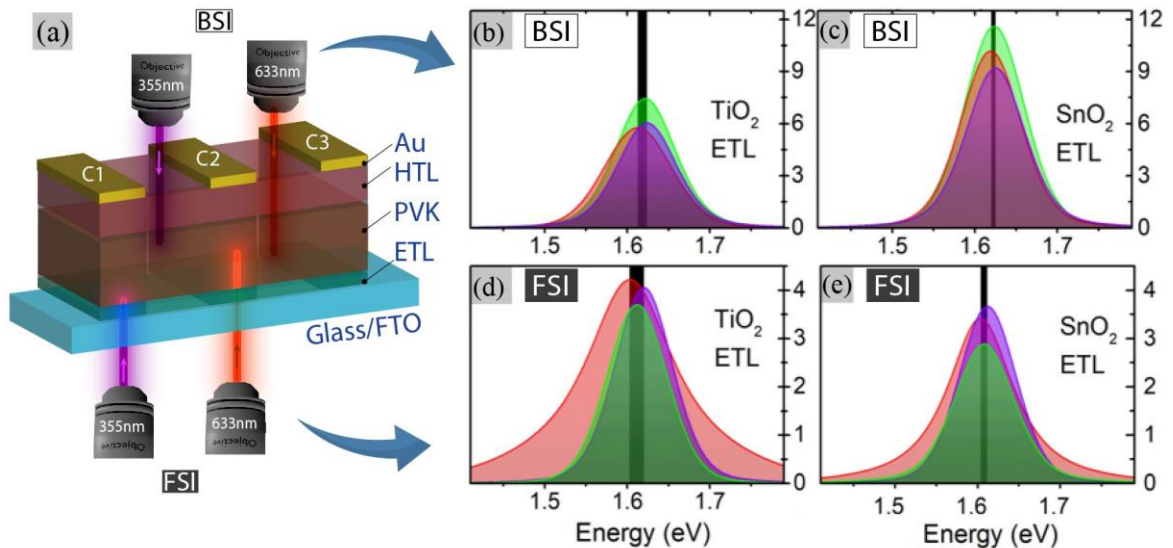 (a)
BSI
Objective
355nm
Objective
633nm
C1
C2
C3
Au
HTL
PVK
ETL
Glass/FTO
355nm
Objective
633nm
Objective
FSI
(b) BSI
TiO₂
ETL
12
9
6
3
0
1.5 1.6 1.7
(c) BSI
SnO₂
ETL
12
9
6
3
0
1.5 1.6 1.7
(d) FSI
TiO₂
ETL
4
3
2
1
0
1.5 1.6 1.7
Energy (eV)
(e) FSI
SnO₂
ETL
4
3
2
1
0
1.5 1.6 1.7
Energy (eV)